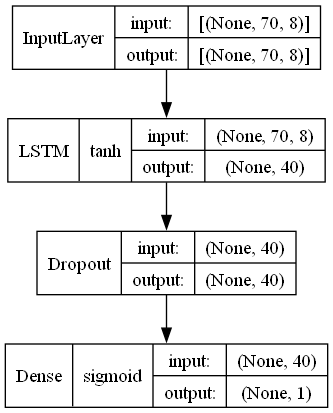 InputLayer input: [(None, 70, 8)]
output: [(None, 70, 8)]
LSTM tanh input: (None, 70, 8)
output: (None, 40)
Dropout input: (None, 40)
output: (None, 40)
Dense sigmoid input: (None, 40)
output: (None, 1)